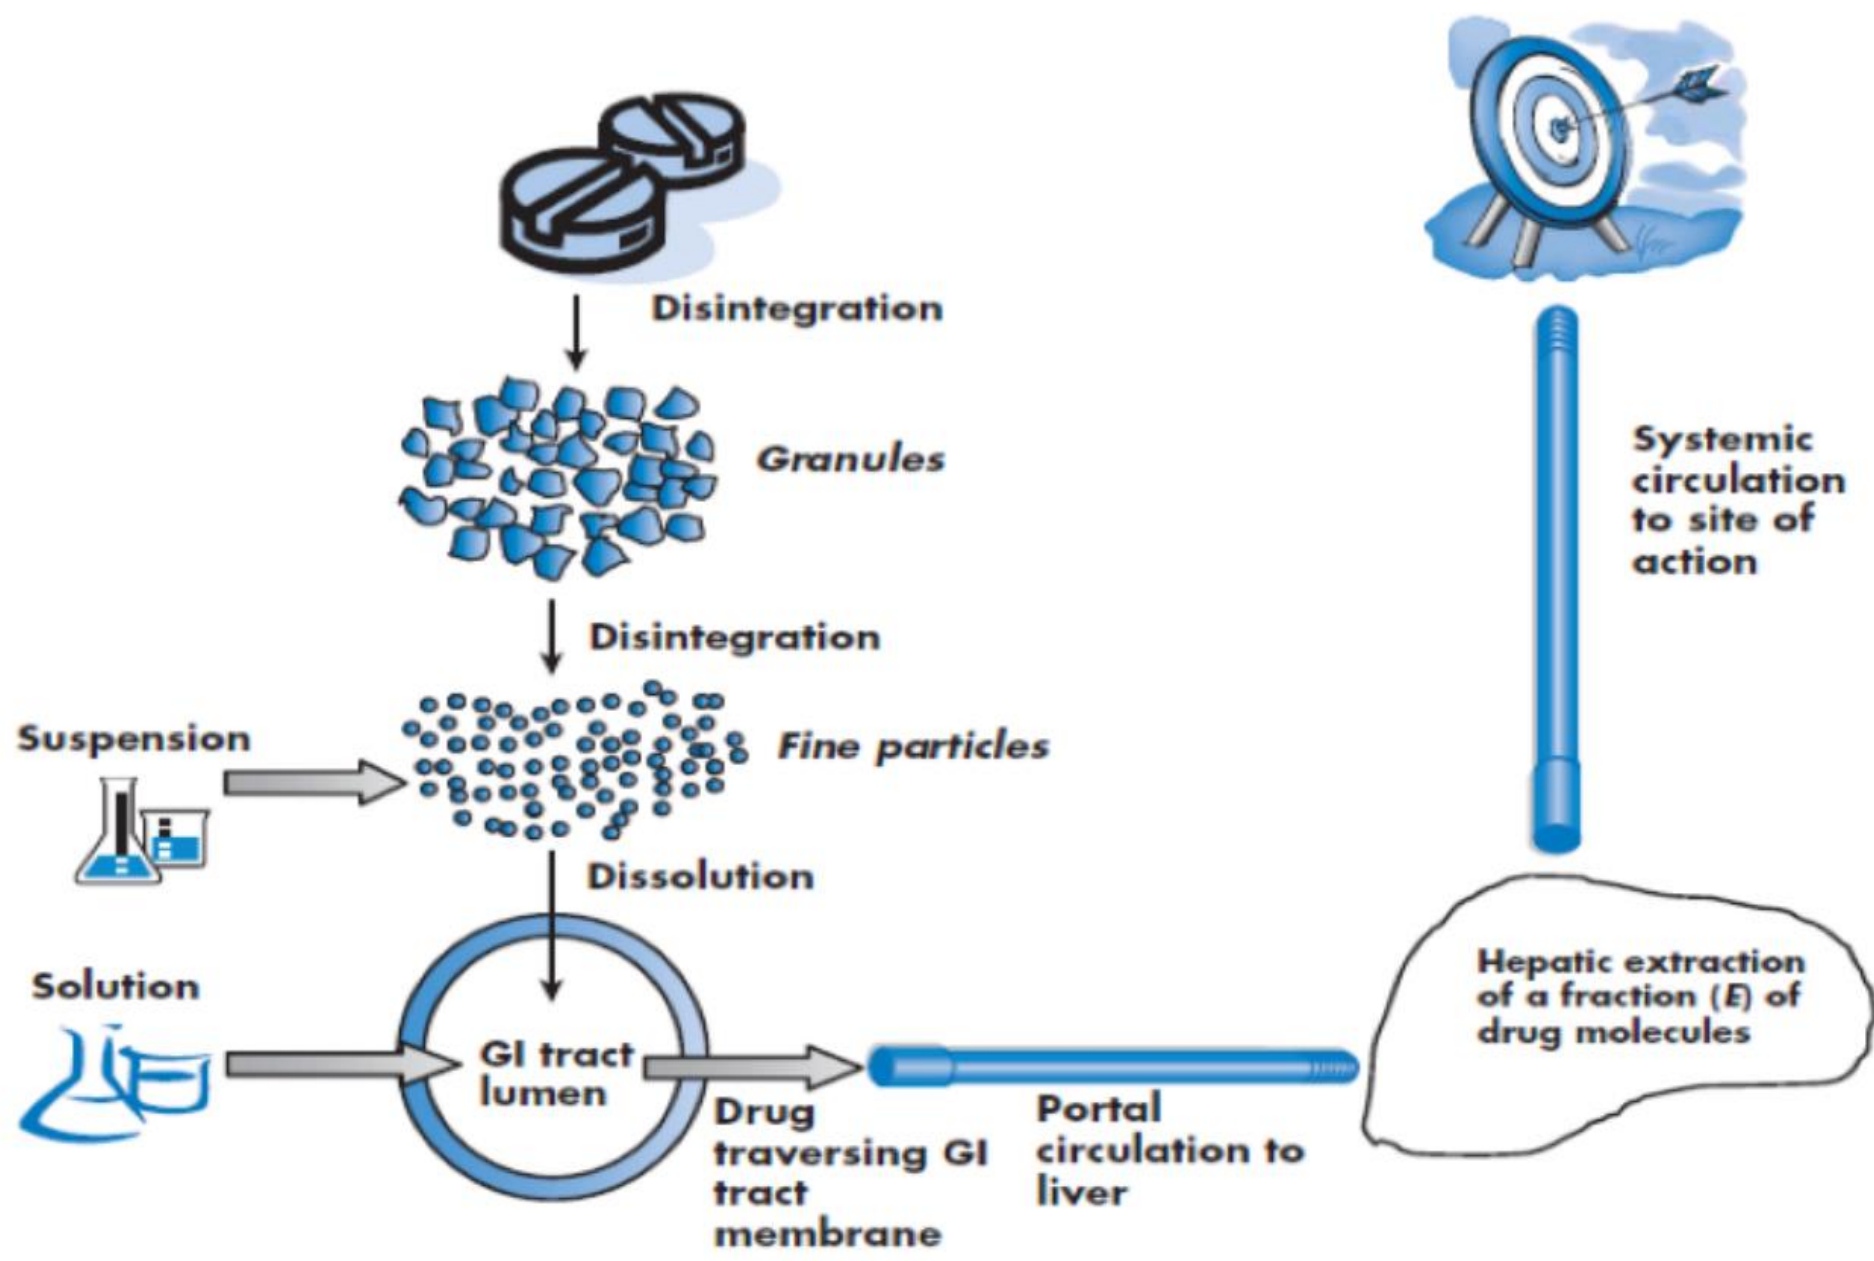 Disintegration
Granules
Disintegration
Suspension
Fine particles
Dissolution
Solution
GI tract
lumen
Drug
traversing GI
tract
membrane
Portal
circulation to
liver
Hepatic extraction
of a fraction (E) of
drug molecules
Systemic
circulation
to site of
action